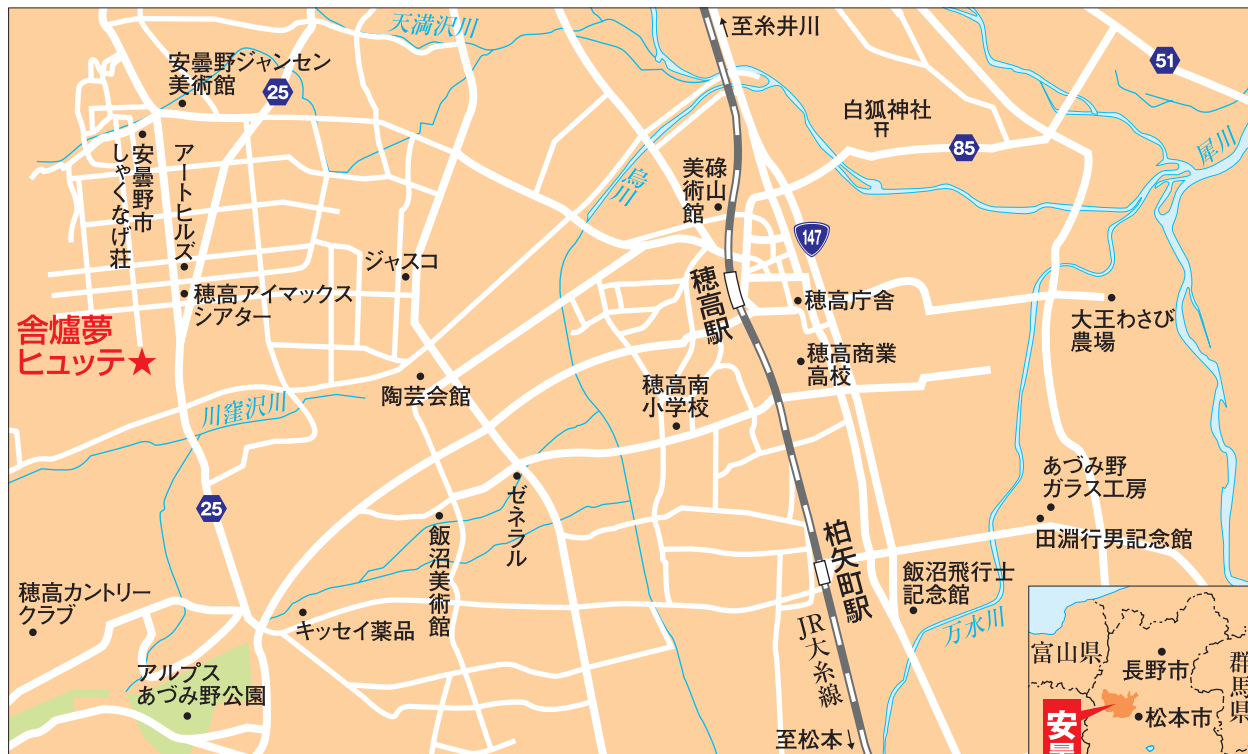 天満沢川
↑至糸井川
51
安曇野ジャンセン
美術館
25
白狐神社
85
犀川
烏川
碌山
美術館
安曇野市
しゃくなげ荘
アートヒルズ
147
ジャスコ
穂高アイマックス
シアター
穂高駅
穂高庁舎
大王わさび
農場
舎爐夢
ヒュッテ★
穂高商業
高校
陶芸会館
穂高南
小学校
川窪沢川
あづみ野
ガラス工房
25
ゼネラル
飯沼美術館
柏矢町駅
田淵行男記念館
飯沼飛行士
記念館
穂高カントリー
クラブ
キッセイ薬品
JR大糸線
万水川
アルプス
あづみ野公園
至松本↓
富山県
長野市
群馬県
松本市
安